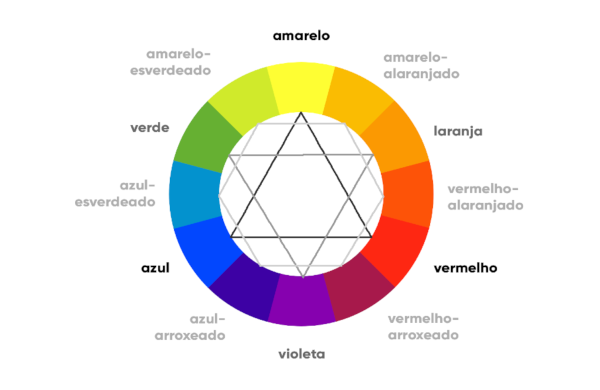 amarelo
amarelo-
esverdeado
amarelo-
alaranjado
verde
laranja
azul-
esverdeado
vermelho-
alaranjado
azul
vermelho
azul-
arroxeado
vermelho-
arroxeado
violeta